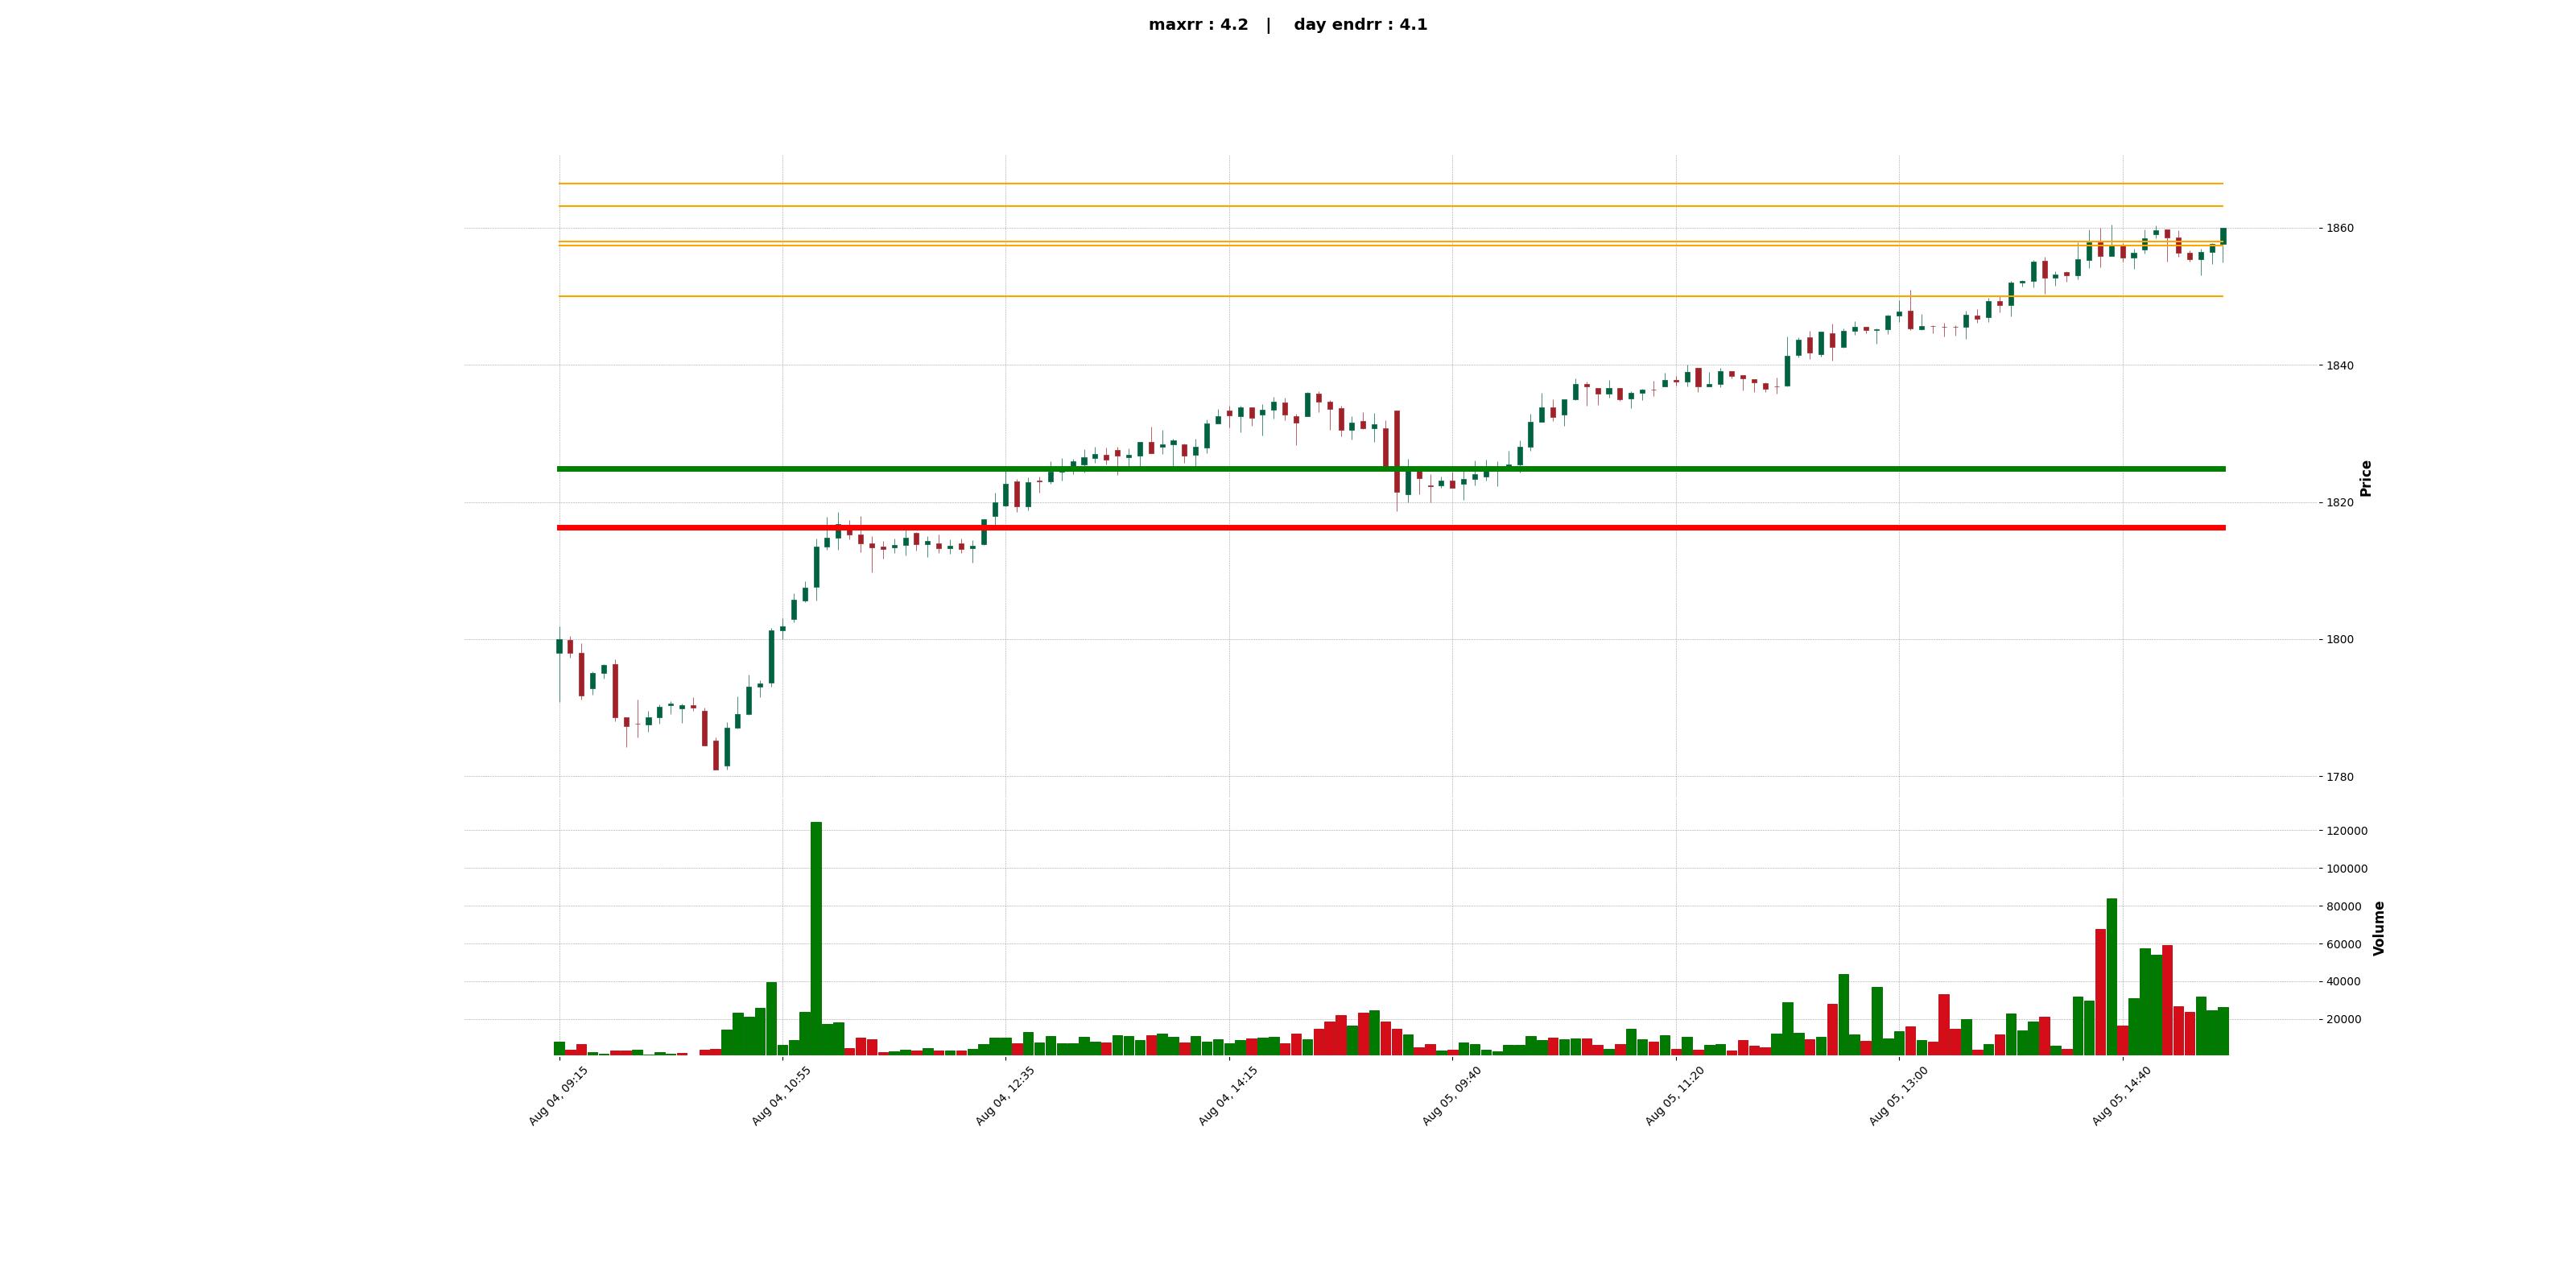 maxrr : 4.2   |    day endrr : 4.1
1860
1840
1820
1800
1780
Price
120000
100000
80000
60000
40000
20000
Volume
Aug 04, 09:15
Aug 04, 10:55
Aug 04, 12:35
Aug 04, 14:15
Aug 05, 09:40
Aug 05, 11:20
Aug 05, 13:00
Aug 05, 14:40